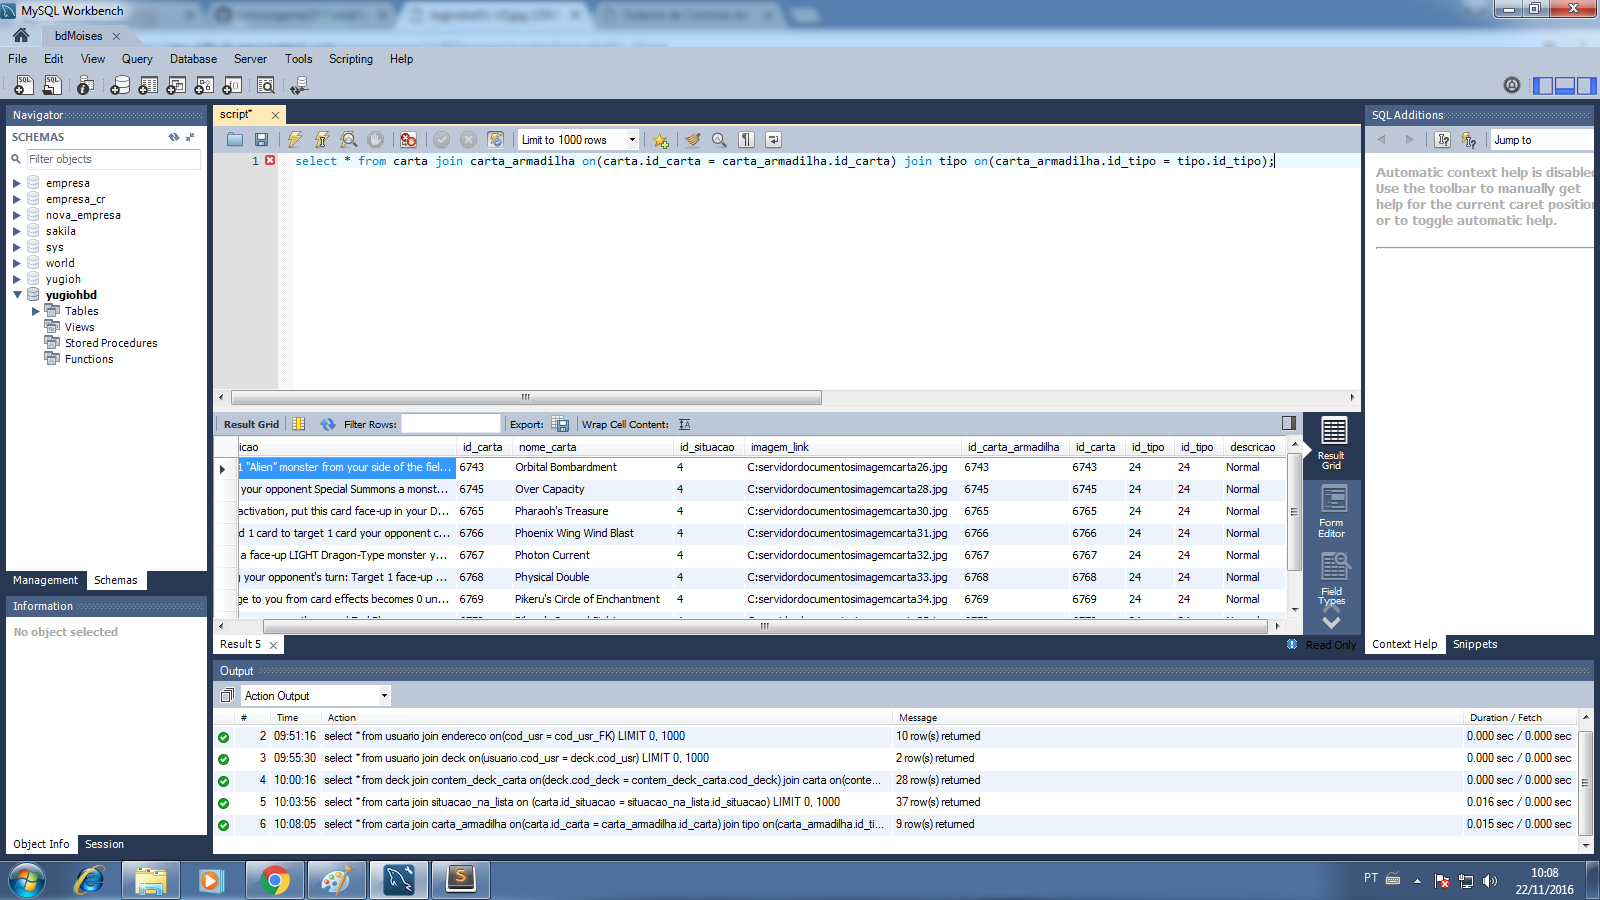 MySQL Workbench
bdMoises
File Edit View Query Database Server Tools Scripting Help
Navigator
SCHEMAS
Filter objects
empresa
empresa_cr
nova_empresa
sakila
sys
world
yugioh
yugiohbd
Tables
Views
Stored Procedures
Functions
Management Schemas
Information
No object selected
Object Info Session
script*
Limit to 1000 rows
1 select * from carta join carta_armadilha on(carta.id_carta = carta_armadilha.id_carta) join tipo on(carta_armadilha.id_tipo = tipo.id_tipo);
Result Grid Filter Rows: Export: Wrap Cell Content:
icao id_carta nome_carta id_situacao imagem_link id_carta_armadilha id_carta id_tipo id_tipo descricao
1 "Alien" monster from your side of the fiel... 6743 Orbital Bombardment 4 C:servidordocumentosimagemcarta26.jpg 6743 6743 24 24 Normal
your opponent Special Summons a monst... 6745 Over Capacity 4 C:servidordocumentosimagemcarta28.jpg 6745 6745 24 24 Normal
activation, put this card face-up in your D... 6765 Pharaoh's Treasure 4 C:servidordocumentosimagemcarta30.jpg 6765 6765 24 24 Normal
d 1 card to target 1 card your opponent c... 6766 Phoenix Wing Wind Blast 4 C:servidordocumentosimagemcarta31.jpg 6766 6766 24 24 Normal
a face-up LIGHT Dragon-Type monster y... 6767 Photon Current 4 C:servidordocumentosimagemcarta32.jpg 6767 6767 24 24 Normal
your opponent's turn: Target 1 face-up ... 6768 Physical Double 4 C:servidordocumentosimagemcarta33.jpg 6768 6768 24 24 Normal
ge to you from card effects becomes 0 un... 6769 Pikeru's Circle of Enchantment 4 C:servidordocumentosimagemcarta34.jpg 6769 6769 24 24 Normal
Result Grid
Form Editor
Field Types
Result 5
Read Only
Output
Action Output
# Time Action Message Duration / Fetch
2 09:51:16 select * from usuario join endereco on(cod_usr = cod_usr_FK) LIMIT 0, 1000 10 row(s) returned 0.000 sec / 0.000 sec
3 09:55:30 select * from usuario join deck on(usuario.cod_usr = deck.cod_usr) LIMIT 0, 1000 2 row(s) returned 0.000 sec / 0.000 sec
4 10:00:16 select * from deck join contem_deck_carta on(deck.cod_deck = contem_deck_carta.cod_deck) join carta on(conte... 28 row(s) returned 0.000 sec / 0.000 sec
5 10:03:56 select * from carta join situacao_na_lista on (carta.id_situacao = situacao_na_lista.id_situacao) LIMIT 0, 1000 37 row(s) returned 0.016 sec / 0.000 sec
6 10:08:05 select * from carta join carta_armadilha on(carta.id_carta = carta_armadilha.id_carta) join tipo on(carta_armadilha.id_ti... 9 row(s) returned 0.015 sec / 0.000 sec
SQL Additions
Jump to
Automatic context help is disabled
Use the toolbar to manually get
help for the current caret position
or to toggle automatic help.
Context Help Snippets
PT
10:08
22/11/2016